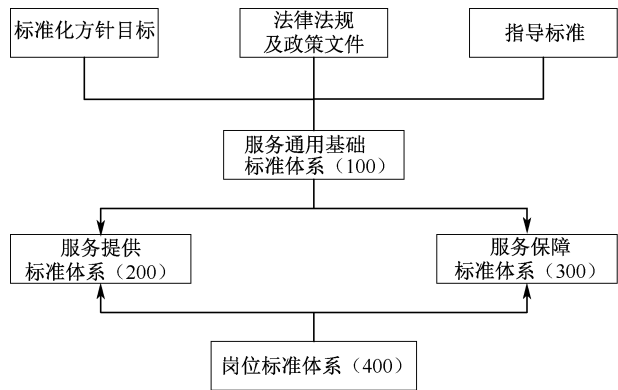 标准化方针目标
法律法规
及政策文件
指导标准
服务通用基础
标准体系（100）
服务提供
标准体系（200）
服务保障
标准体系（300）
岗位标准体系（400）